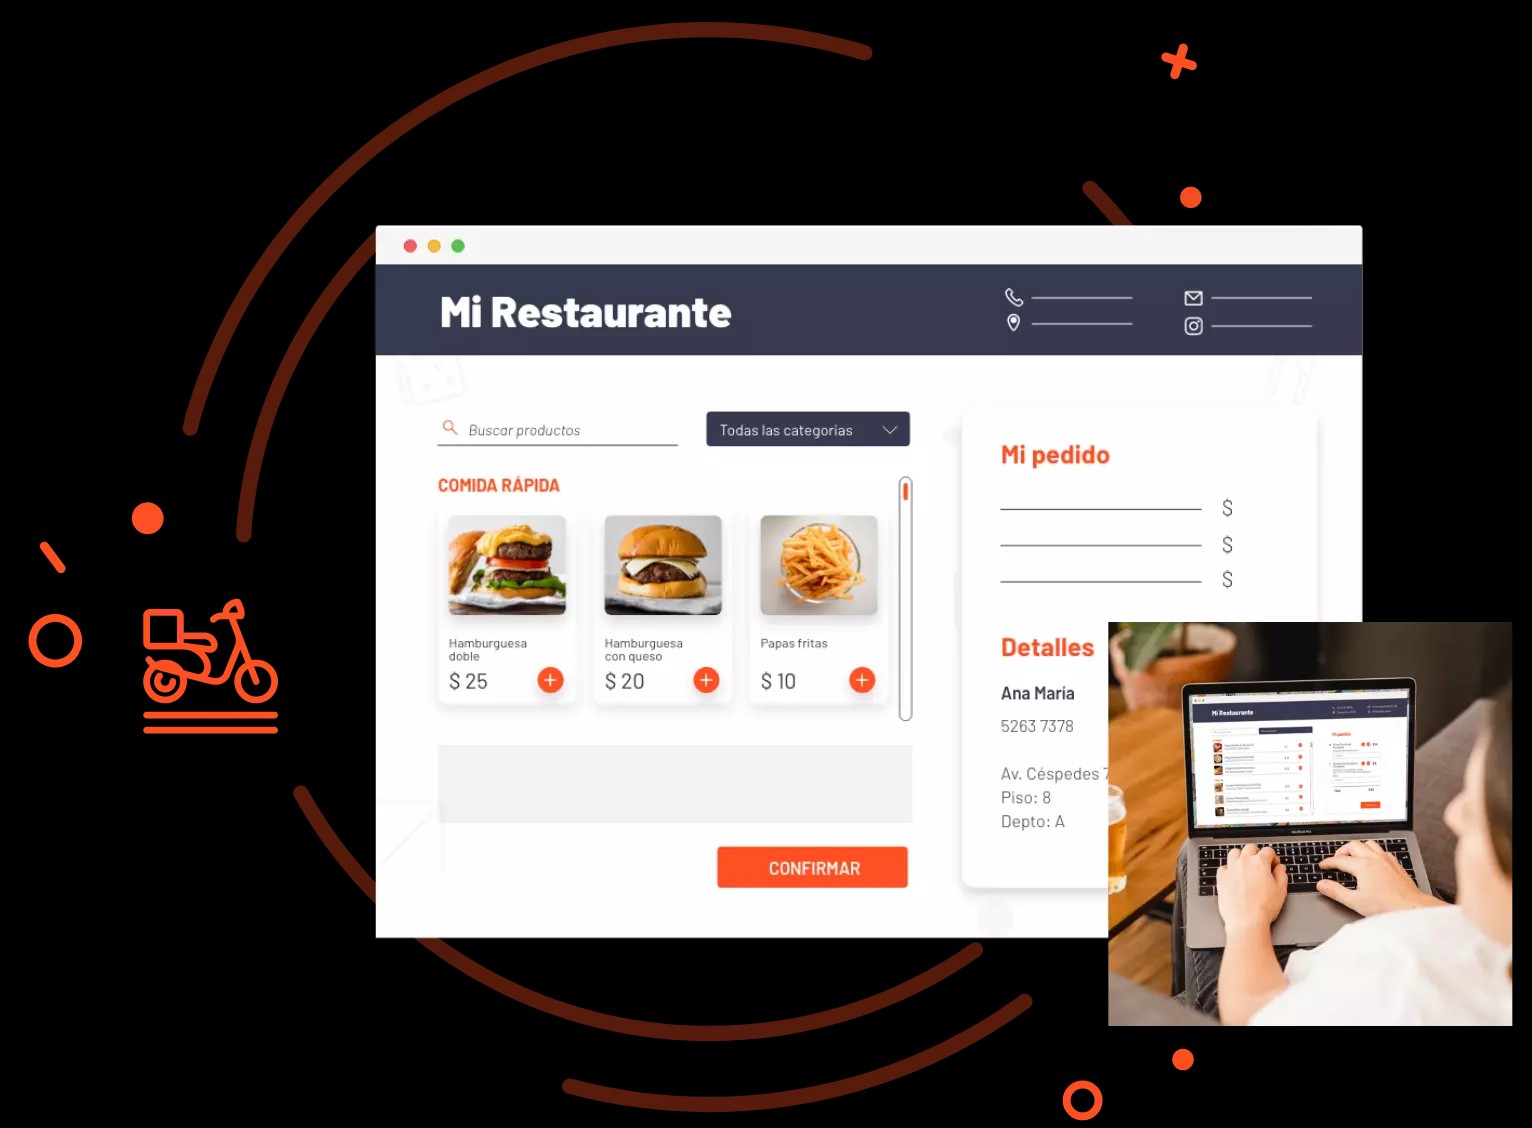 Mi Restaurante
Buscar productos
Todas las categorias
COMIDA RÁPIDA
Hamburguesa
doble
$ 25
Hamburguesa
con queso
$ 20
Papas fritas
$ 10
CONFIRMAR
Mi pedido
$
$
$
Detalles
Ana María
5263 7378
Av. Céspedes
Piso: 8
Depto: A
Mi Restaurante